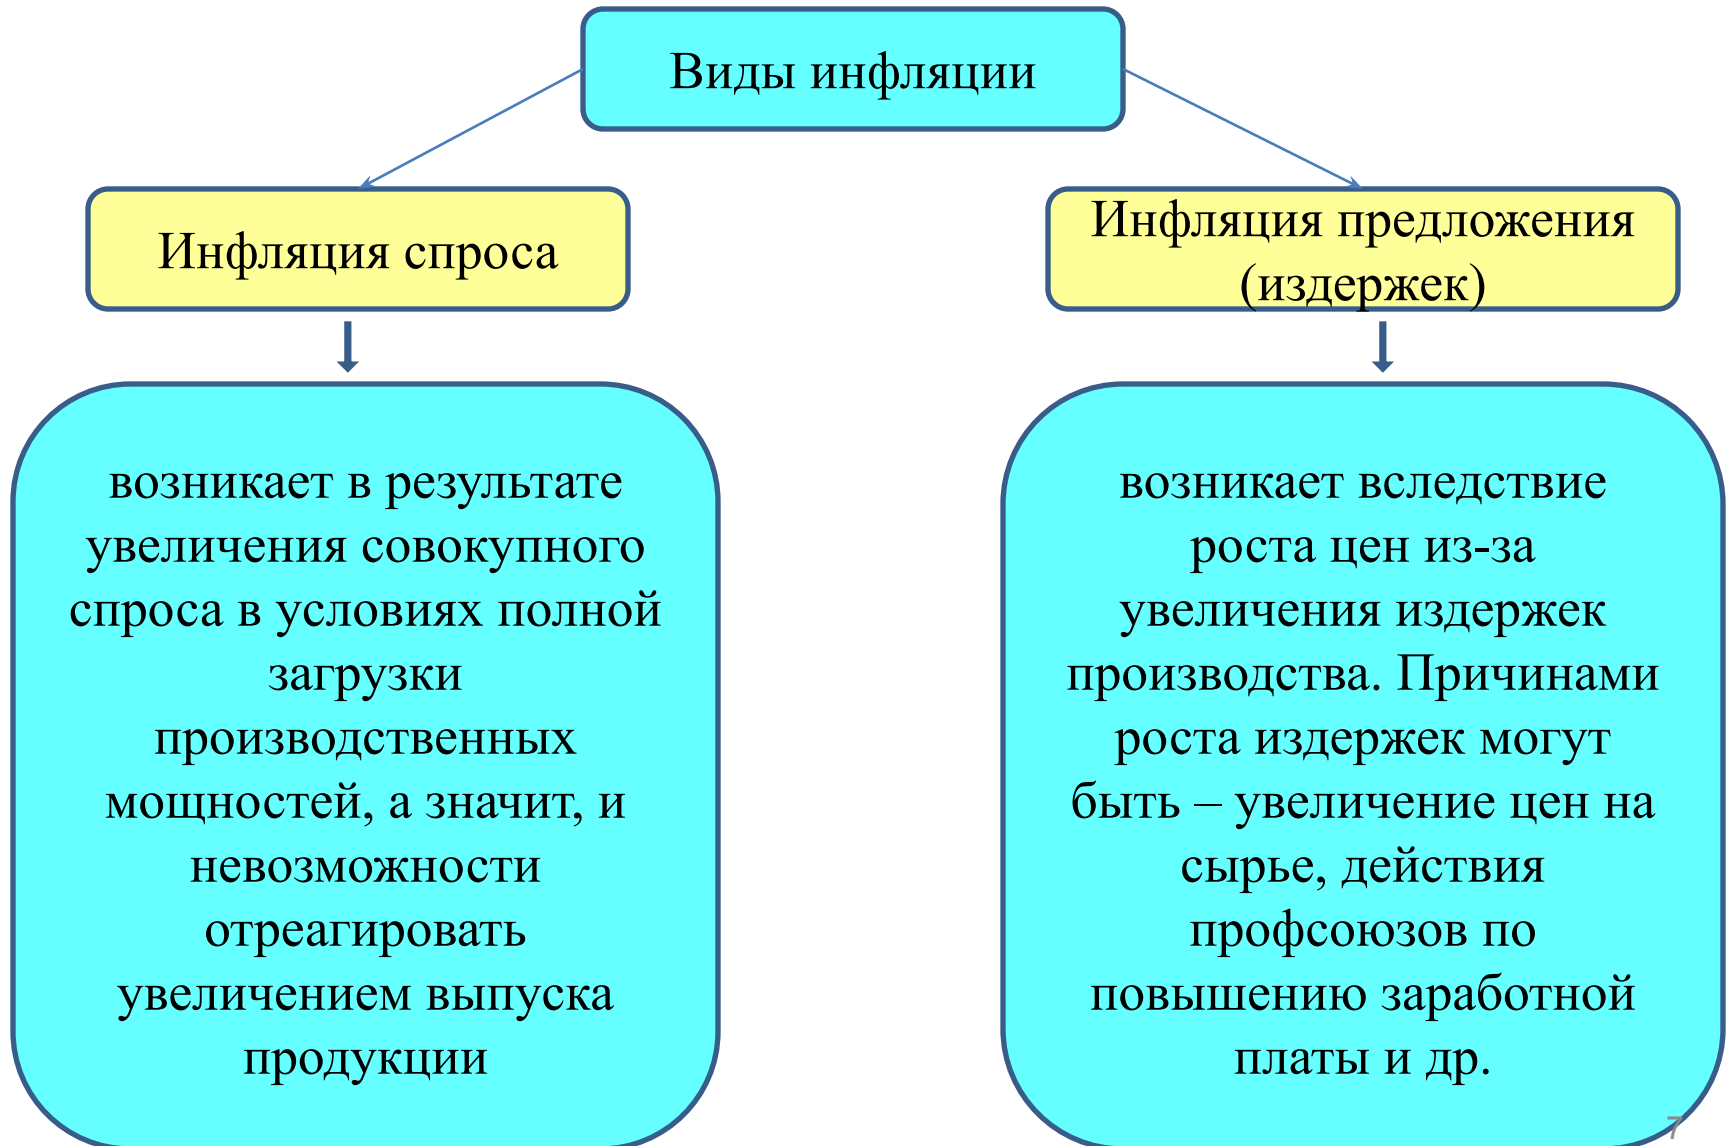 Виды инфляции
Инфляция спроса
возникает в результате
увеличения совокупного
спроса в условиях полной
загрузки
производственных
мощностей, а значит, и
невозможности
отреагировать
увеличением выпуска
продукции
Инфляция предложения
(издержек)
возникает вследствие
роста цен из-за
увеличения издержек
производства. Причинами
роста издержек могут
быть – увеличение цен на
сырье, действия
профсоюзов по
повышению заработной
платы и др.
7